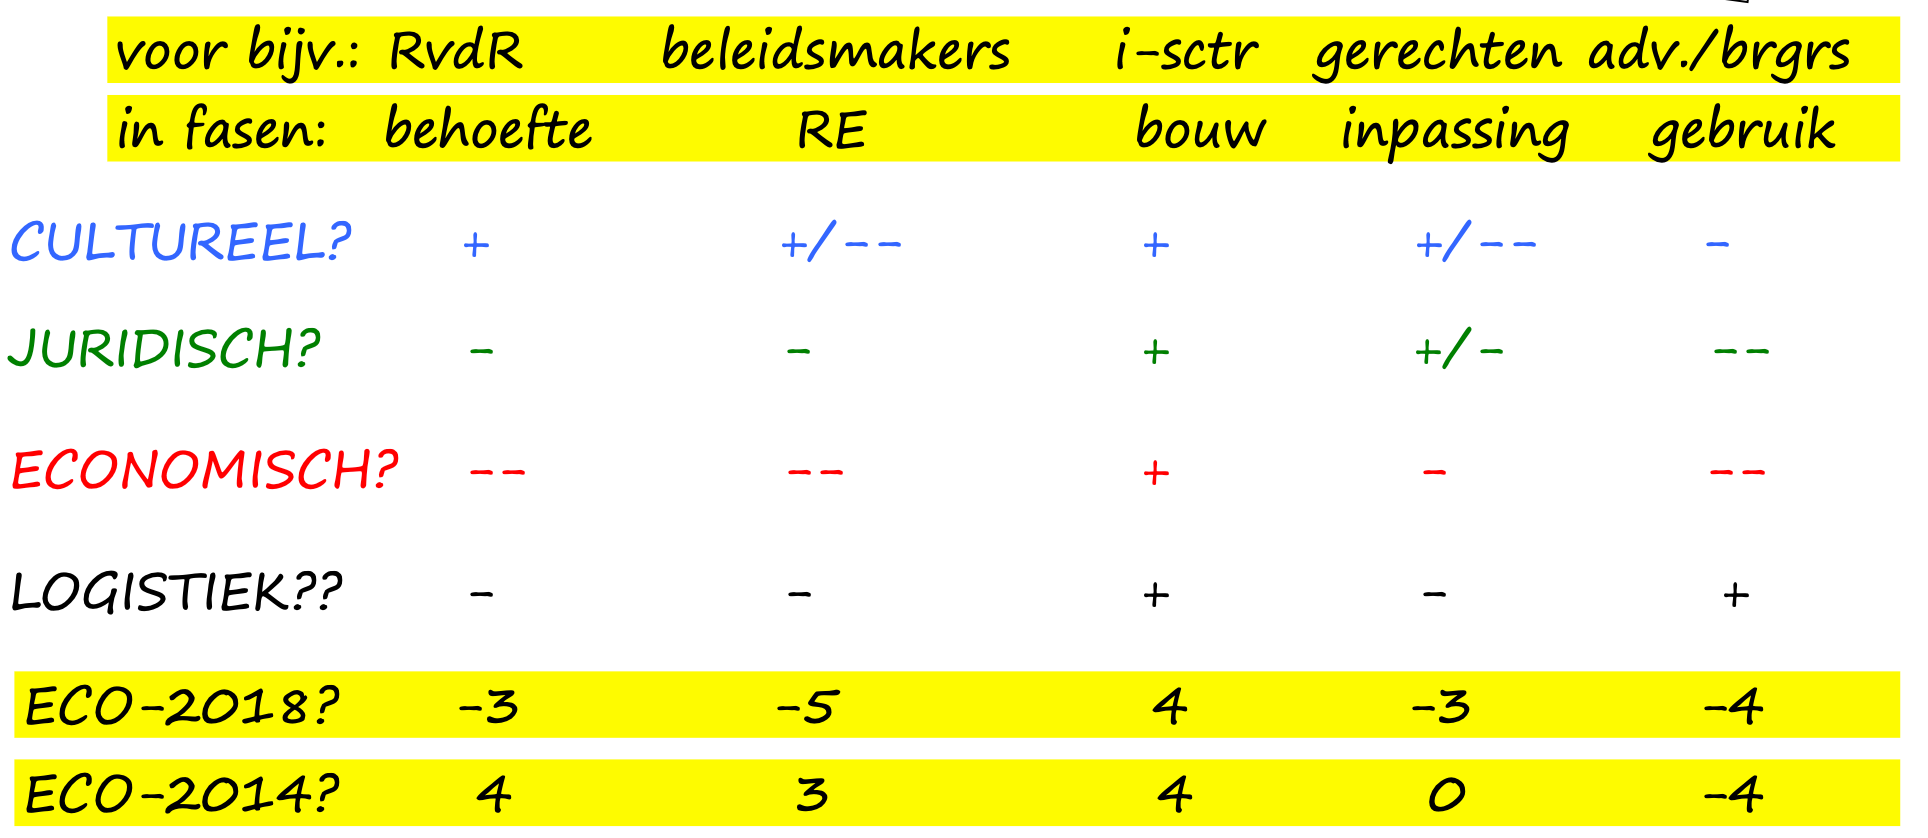 voor bijv.: RvdR beleidsmakers i-sctr gerechten adv./brgrs
in fasen: behoefte RE bouw inpassing gebruik
CULTUREEL? + +/-- + +/-- -
JURIDISCH? - - + +/- --
ECONOMISCH? -- -- + - --
LOGISTIEK?? - - + - +
ECO-2018? -3 -5 4 -3 -4
ECO-2014? 4 3 4 0 -4